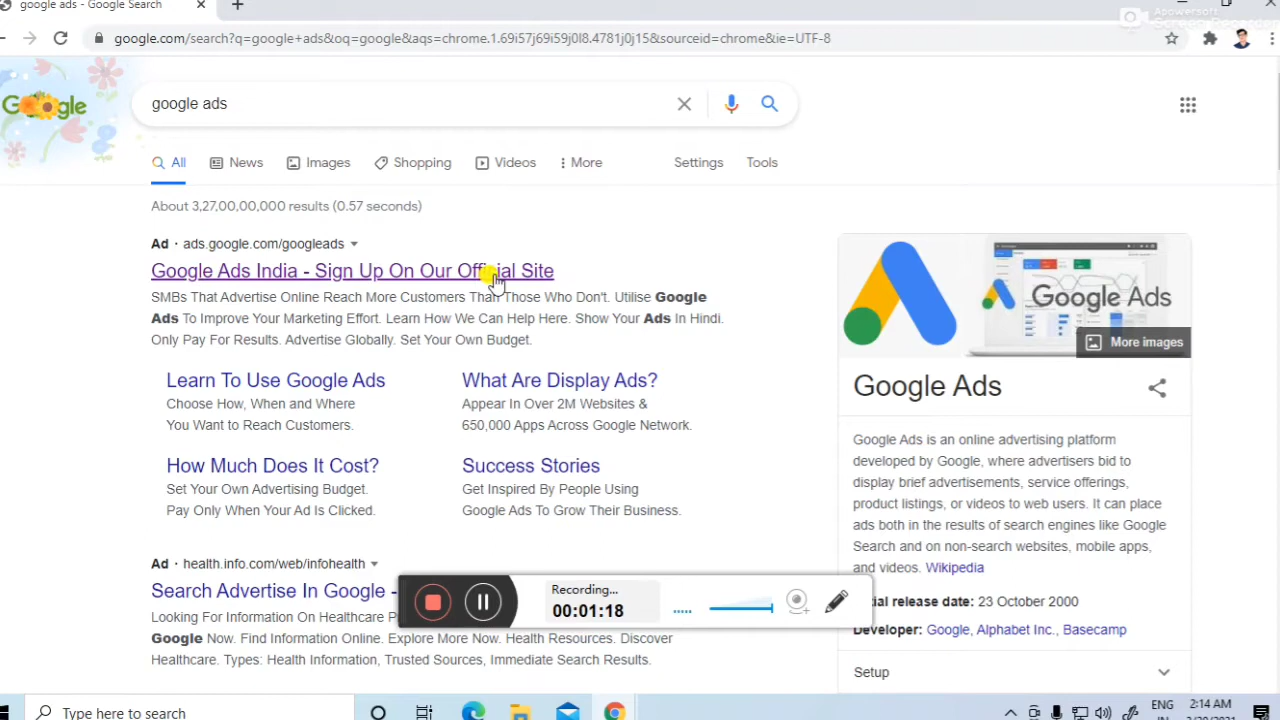 google ads - Google Search
Apowersoft
Screen Recorder
google.com/search?q=google+ads&oq=google&aqs=chrome.1.69i57j69i59j0l8.4781j0j15&sourceid=chrome&ie=UTF-8
Google
google ads
All
News
Images
Shopping
Videos
More
Settings
Tools
About 3,27,00,00,000 results (0.57 seconds)
Ad · ads.google.com/googleads
Google Ads India - Sign Up On Our Official Site
SMBs That Advertise Online Reach More Customers Than Those Who Don't. Utilise Google
Ads To Improve Your Marketing Effort. Learn How We Can Help Here. Show Your Ads In Hindi.
Only Pay For Results. Advertise Globally. Set Your Own Budget.
Learn To Use Google Ads
Choose How, When and Where
You Want to Reach Customers.
What Are Display Ads?
Appear In Over 2M Websites &
650,000 Apps Across Google Network.
How Much Does It Cost?
Set Your Own Advertising Budget.
Pay Only When Your Ad Is Clicked.
Success Stories
Get Inspired By People Using
Google Ads To Grow Their Business.
Ad · health.info.com/web/infohealth
Search Advertise In Google -
Looking For Information On Healthcare
Google Now. Find Information Online. Explore More Now. Health Resources. Discover
Healthcare. Types: Health Information, Trusted Sources, Immediate Search Results.
Google Ads
More images
Google Ads
Google Ads is an online advertising platform
developed by Google, where advertisers bid to
display brief advertisements, service offerings,
product listings, or videos to web users. It can place
ads both in the results of search engines like Google
Search and on non-search websites, mobile apps,
and videos. Wikipedia
release date: 23 October 2000
Developer: Google, Alphabet Inc., Basecamp
Setup
Recording...
00:01:18
Type here to search
ENG
2:14 AM